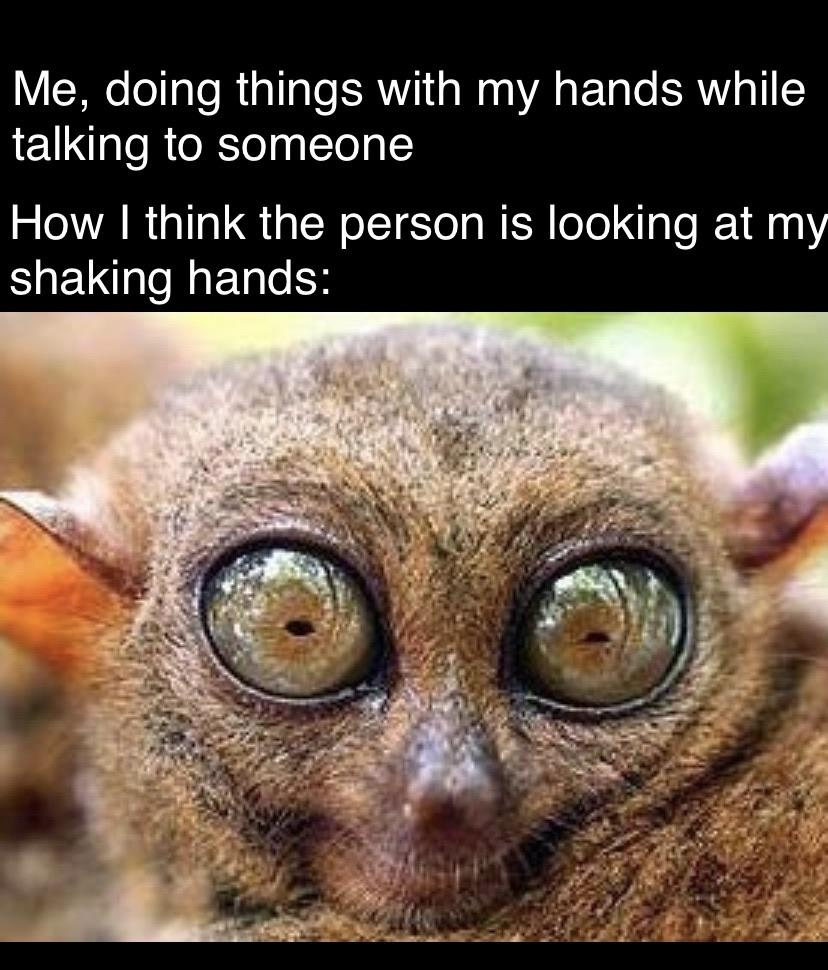 Me, doing things with my hands while
talking to someone
How I think the person is looking at my
shaking hands: